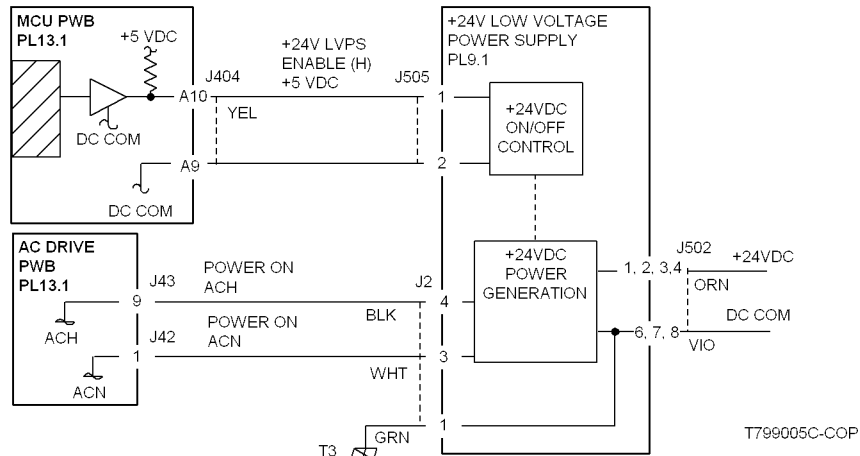 MCU PWB
PL13.1
+5 VDC
J404
A10
YEL
DC COM
A9
DC COM
+24V LVPS
ENABLE (H)
+5 VDC
J505
1
2
+24V LOW VOLTAGE
POWER SUPPLY
PL9.1
+24VDC
ON/OFF
CONTROL
AC DRIVE
PWB
PL13.1
J43
9
ACH
J42
1
ACN
POWER ON
ACH
BLK
POWER ON
ACN
WHT
J2
4
3
1
GRN
T3
+24VDC
POWER
GENERATION
1, 2, 3,4
J502
+24VDC
ORN
6, 7, 8
DC COM
VIO
T799005C-COP